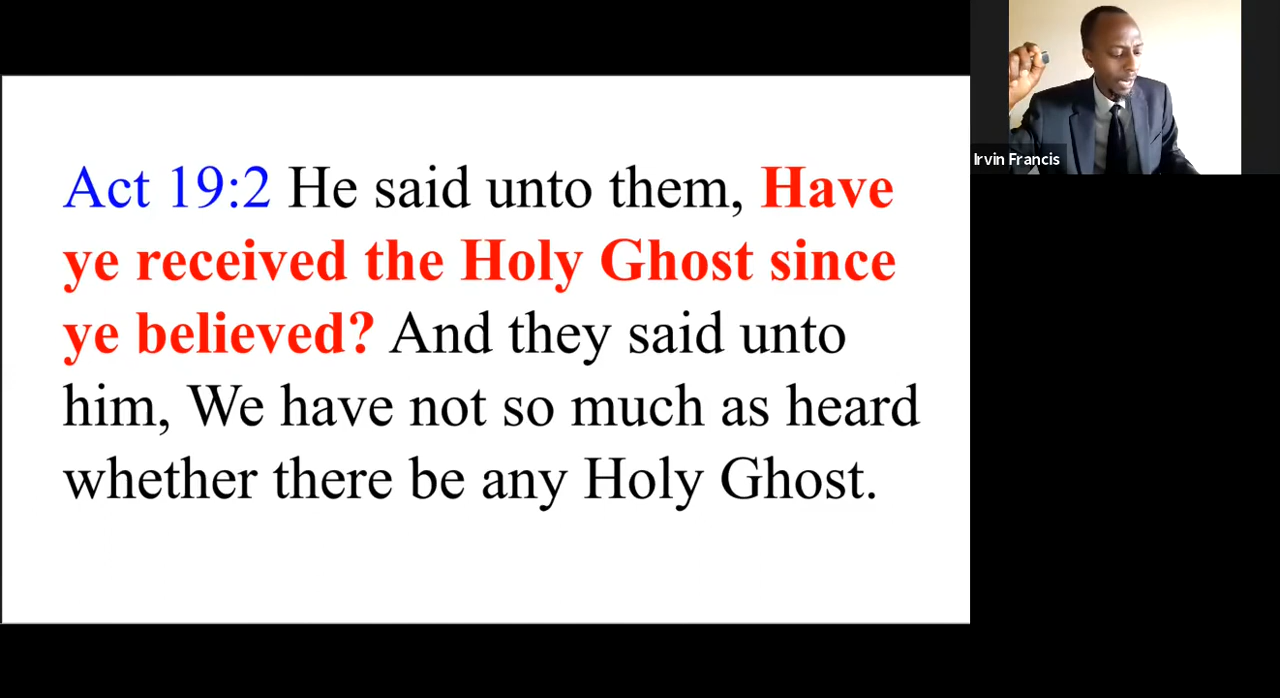 Act 19:2 He said unto them, Have
ye received the Holy Ghost since
ye believed? And they said unto
him, We have not so much as heard
whether there be any Holy Ghost.
Irvin Francis